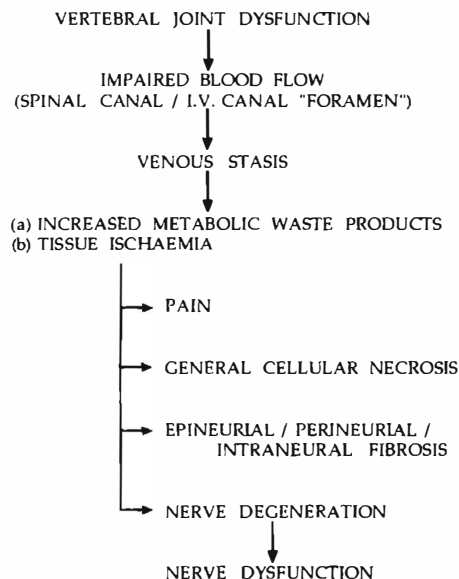 VERTEBRAL JOINT DYSFUNCTION
IMPAIRED BLOOD FLOW
(SPINAL CANAL / I.V. CANAL "FORAMEN")
VENOUS STASIS
(a) INCREASED METABOLIC WASTE PRODUCTS
(b) TISSUE ISCHAEMIA
PAIN
GENERAL CELLULAR NECROSIS
EPINEURIAL / PERINEURIAL /
INTRANEURAL FIBROSIS
NERVE DEGENERATION
NERVE DYSFUNCTION